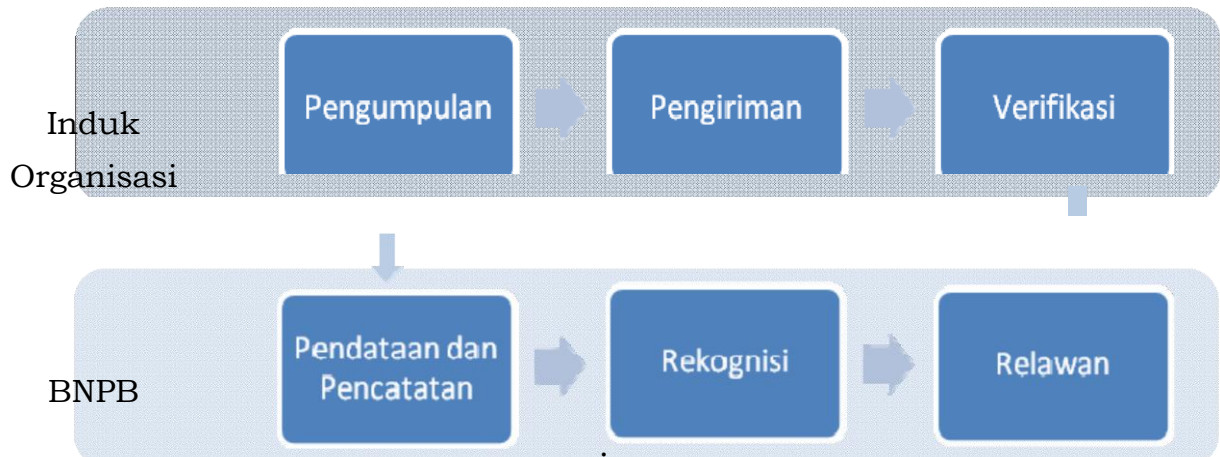 Induk
Organisasi
Pengumpulan
Pengiriman
Verifikasi
BNPB
Pendataan dan
Pencatatan
Rekognisi
Relawan
.